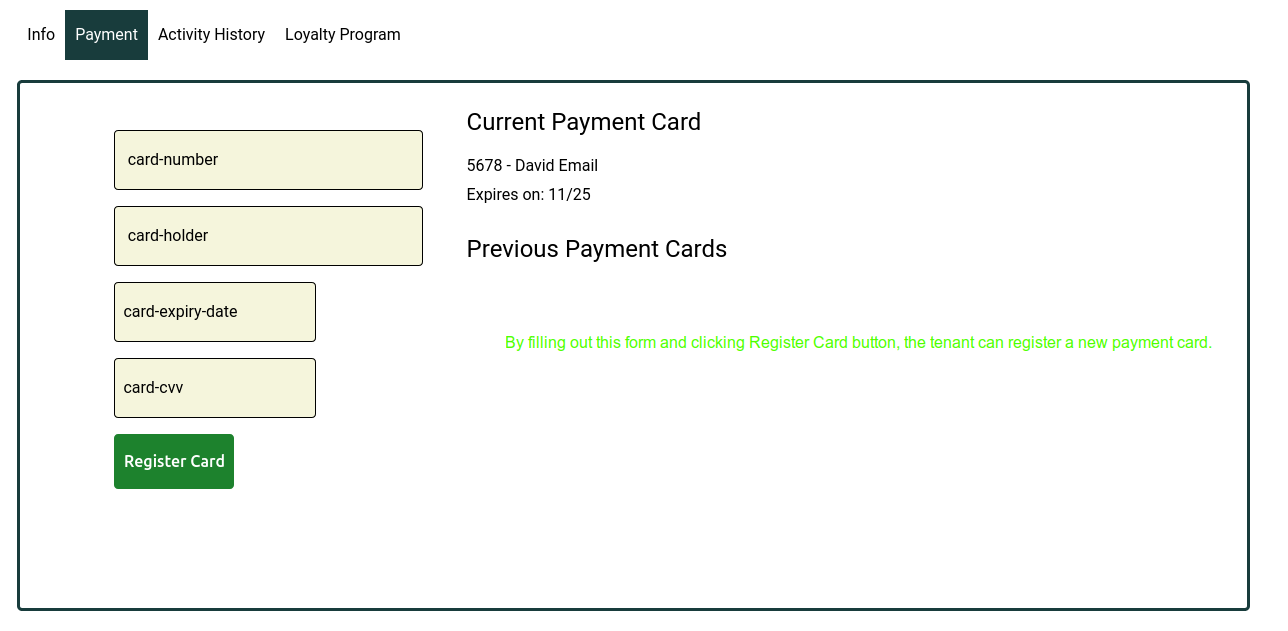 Info Payment Activity History Loyalty Program
card-number
card-holder
card-expiry-date
card-cvv
Register Card
Current Payment Card
5678 - David Email
Expires on: 11/25
Previous Payment Cards
By filling out this form and clicking Register Card button, the tenant can register a new payment card.